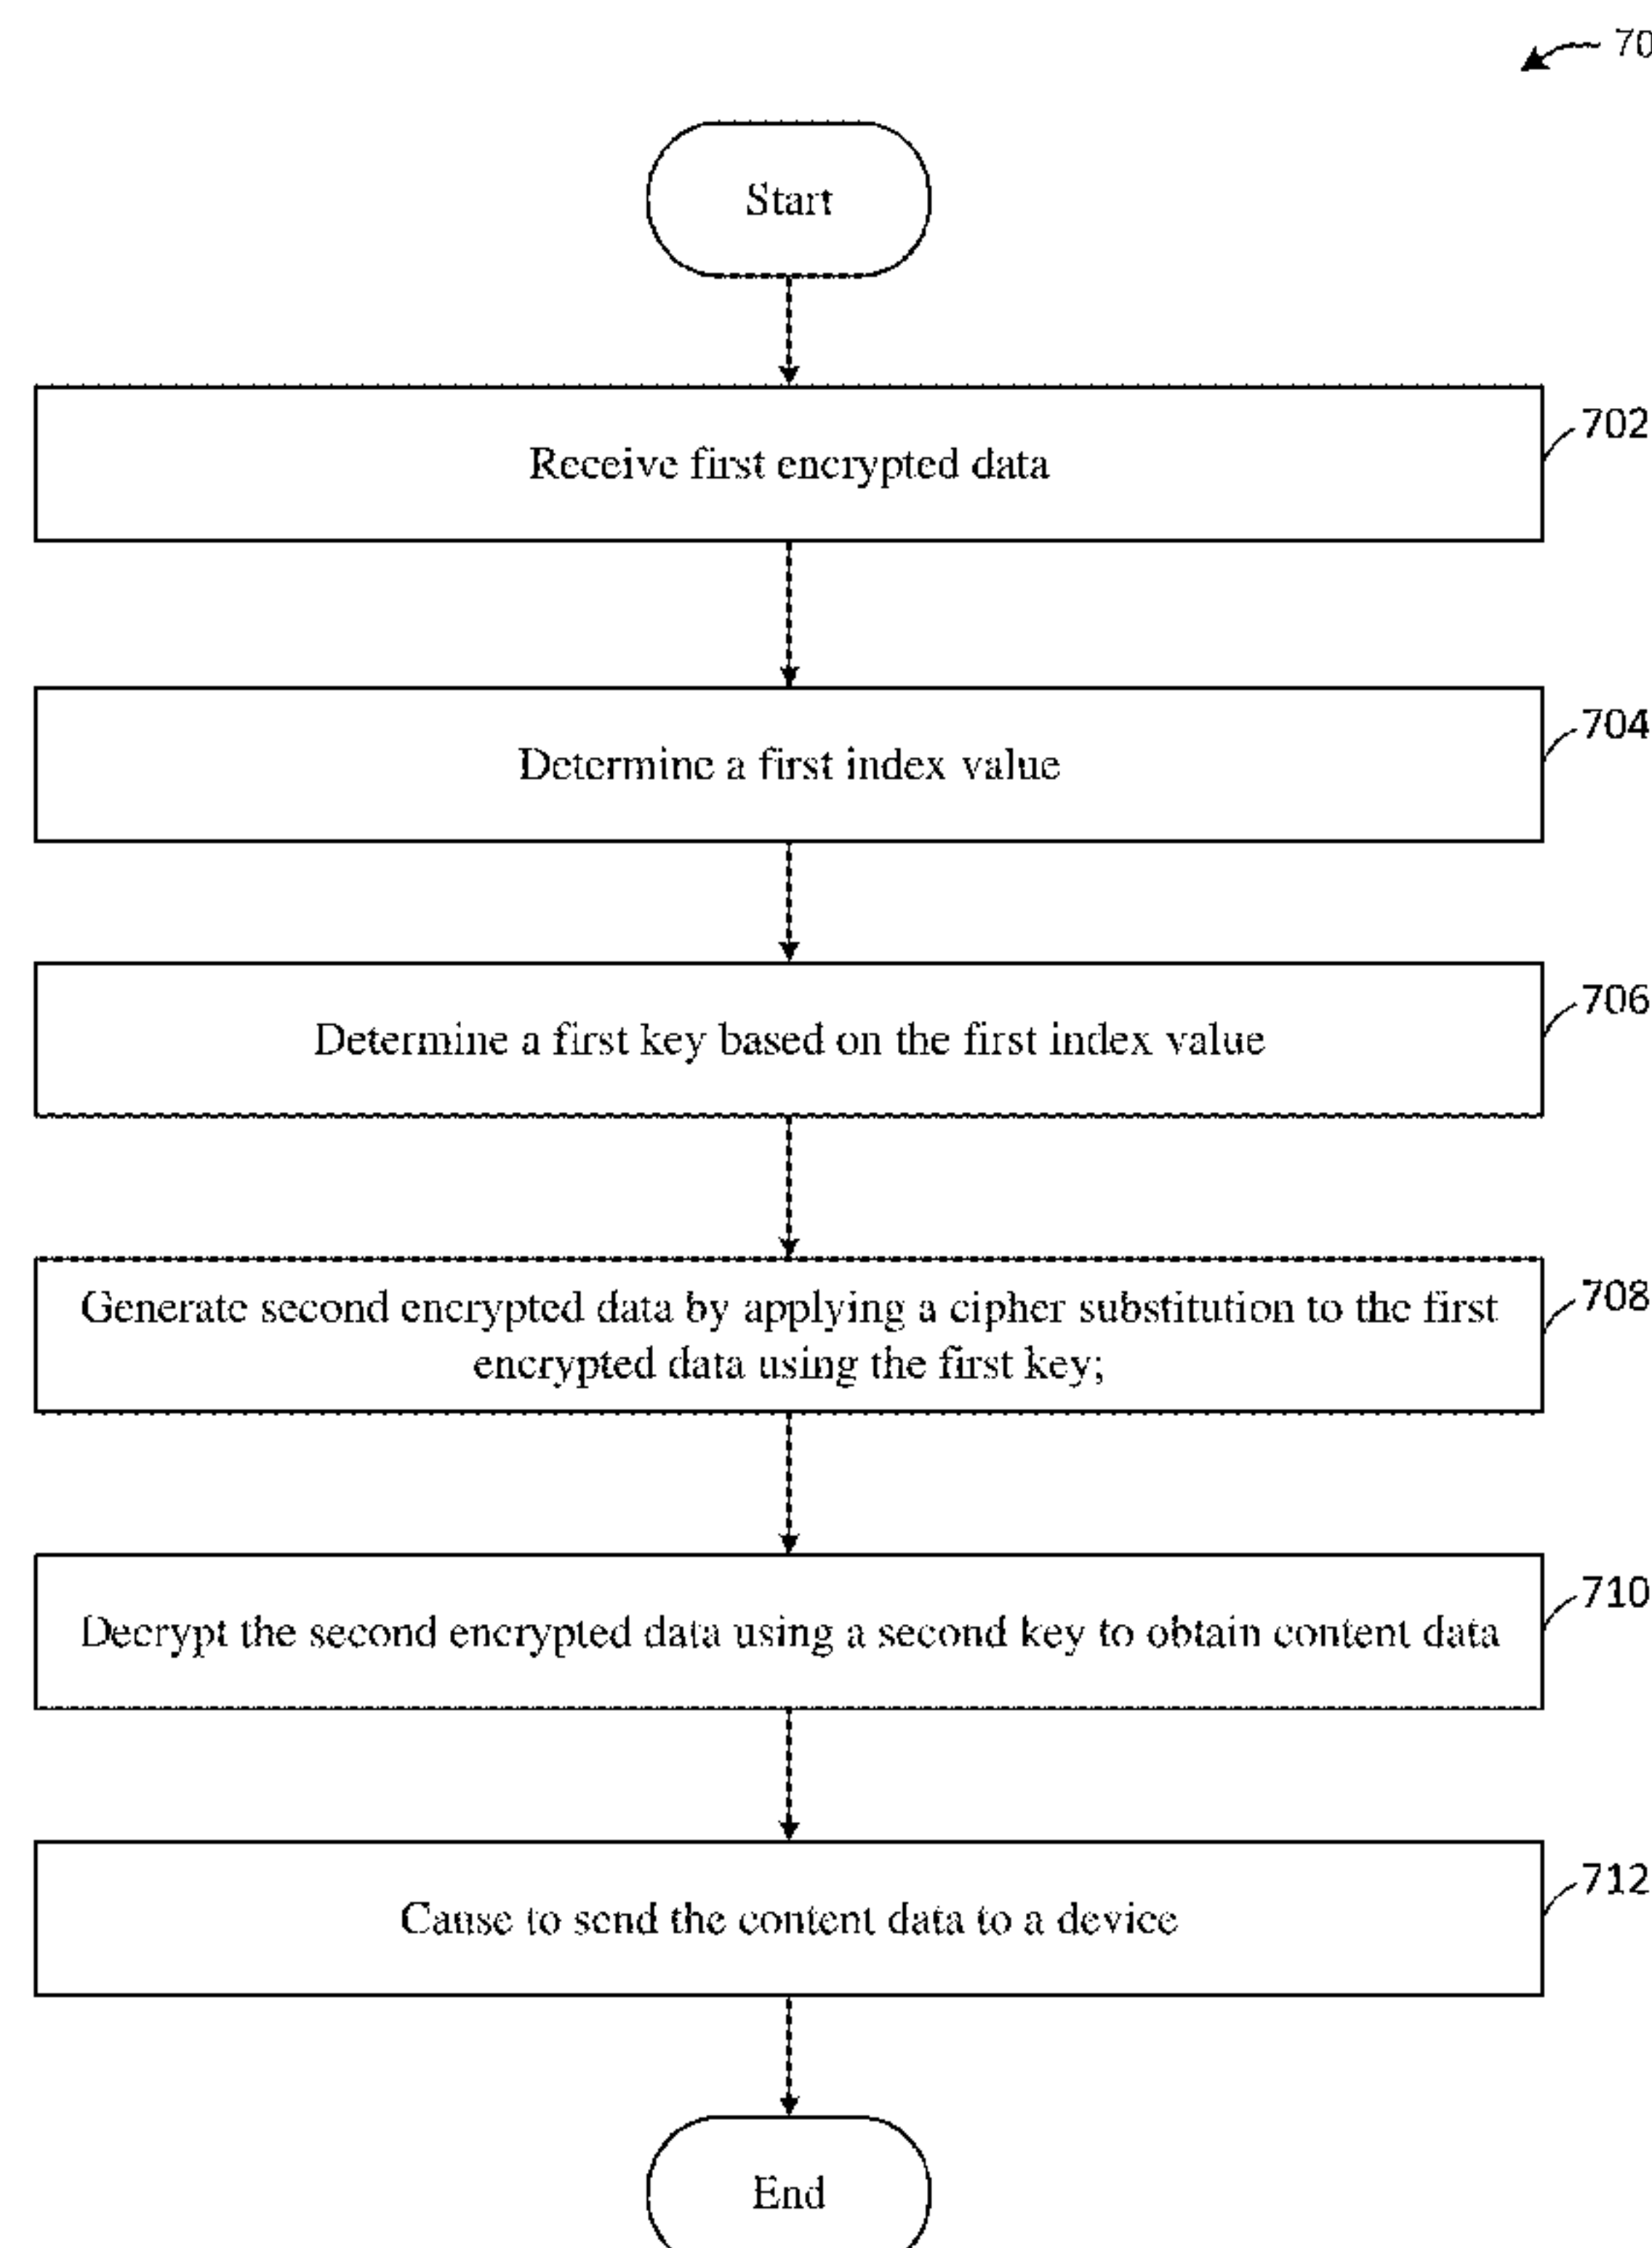 70
Start
Receive first encrypted data
702
Determine a first index value
704
Determine a first key based on the first index value
706
Generate second encrypted data by applying a cipher substitution to the first
encrypted data using the first key;
708
Decrypt the second encrypted data using a second key to obtain content data
710
Cause to send the content data to a device
712
End